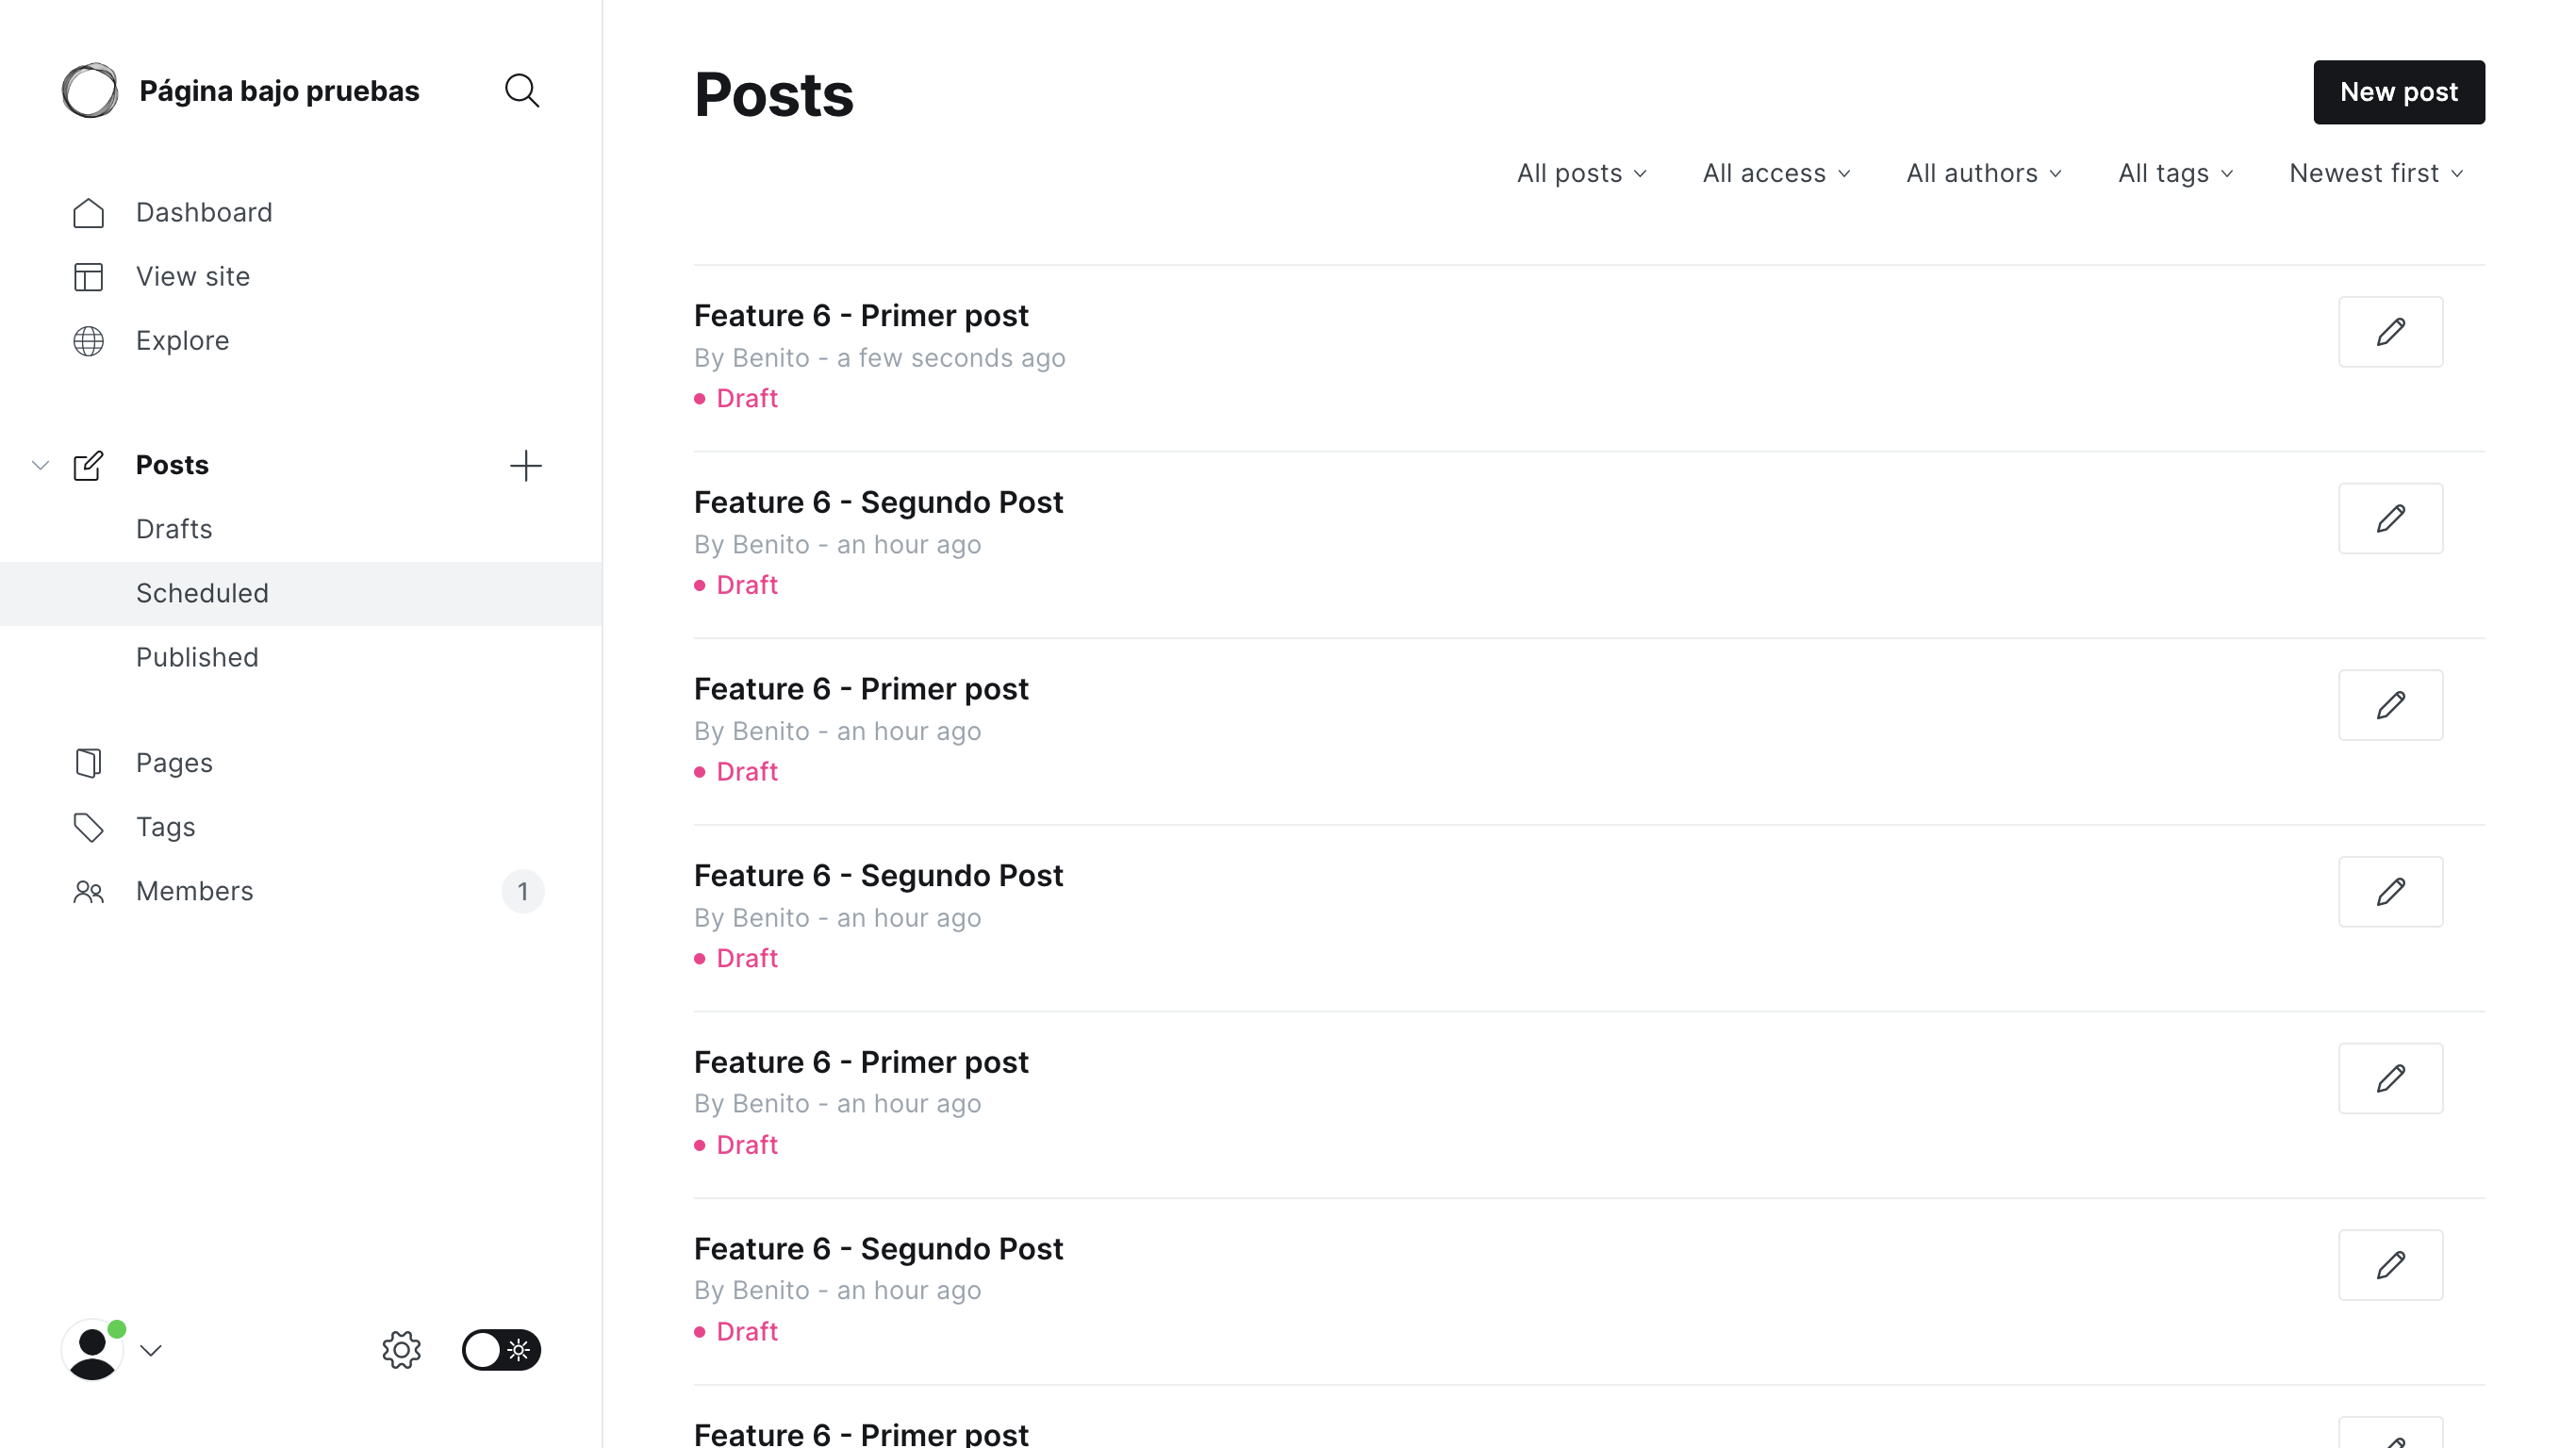 Página bajo pruebas
Dashboard
View site
Explore
Posts
Drafts
Scheduled
Published
Pages
Tags
Members 1
Posts
New post
All posts All access All authors All tags Newest first
Feature 6 - Primer post
By Benito - a few seconds ago
Draft
Feature 6 - Segundo Post
By Benito - an hour ago
Draft
Feature 6 - Primer post
By Benito - an hour ago
Draft
Feature 6 - Segundo Post
By Benito - an hour ago
Draft
Feature 6 - Primer post
By Benito - an hour ago
Draft
Feature 6 - Segundo Post
By Benito - an hour ago
Draft
Feature 6 - Primer post